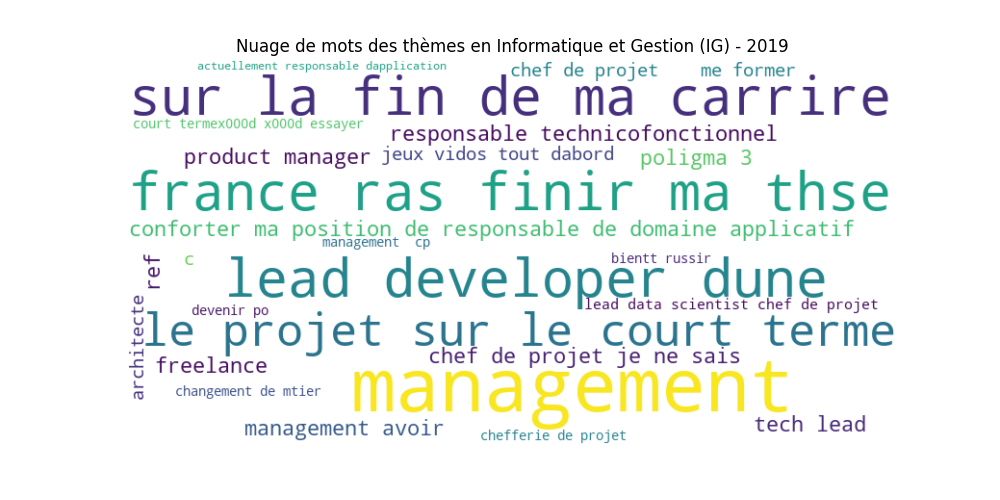 Nuage de mots des thèmes en Informatique et Gestion (IG) - 2019
actuellement responsable dapplication
chef de projet
me former
sur la fin de ma carrire
court termex000d x000d essayer
responsable technicofonctionnel
product manager
jeux vidos tout dabord
poligma 3
france ras finir ma thse
conforter ma position de responsable de domaine applicatif
management cp
ref
c
bientt russir
lead developer dune
lead data scientist chef de projet
devenir po
architecte
le projet sur le court terme
chef de projet je ne sais
freelance
management
changement de mtier
management avoir
chefferie de projet
tech lead